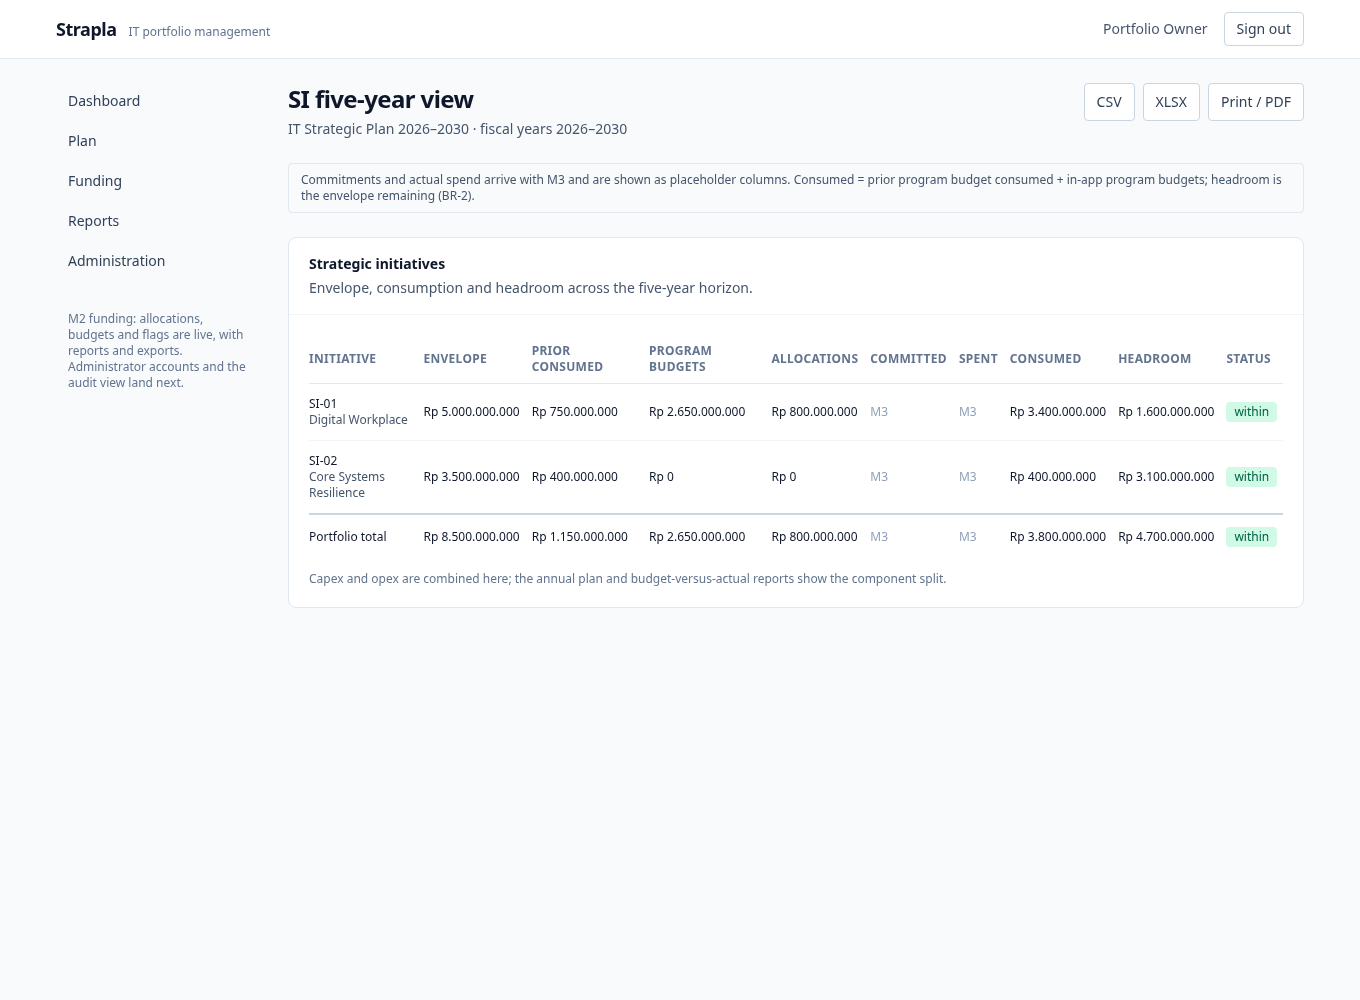 Strapla IT portfolio management
Portfolio Owner Sign out
Dashboard
Plan
Funding
Reports
Administration
M2 funding: allocations,
budgets and flags are live, with
reports and exports.
Administrator accounts and the
audit view land next.
SI five-year view
IT Strategic Plan 2026–2030 · fiscal years 2026–2030
CSV XLSX Print / PDF
Commitments and actual spend arrive with M3 and are shown as placeholder columns. Consumed = prior program budget consumed + in-app program budgets; headroom is
the envelope remaining (BR-2).
Strategic initiatives
Envelope, consumption and headroom across the five-year horizon.
INITIATIVE ENVELOPE PRIOR CONSUMED PROGRAM BUDGETS ALLOCATIONS COMMITTED SPENT CONSUMED HEADROOM STATUS
SI-01
Digital Workplace Rp 5.000.000.000 Rp 750.000.000 Rp 2.650.000.000 Rp 800.000.000 M3 M3 Rp 3.400.000.000 Rp 1.600.000.000 within
SI-02
Core Systems
Resilience Rp 3.500.000.000 Rp 400.000.000 Rp 0 Rp 0 M3 M3 Rp 400.000.000 Rp 3.100.000.000 within
Portfolio total Rp 8.500.000.000 Rp 1.150.000.000 Rp 2.650.000.000 Rp 800.000.000 M3 M3 Rp 3.800.000.000 Rp 4.700.000.000 within
Capex and opex are combined here; the annual plan and budget-versus-actual reports show the component split.